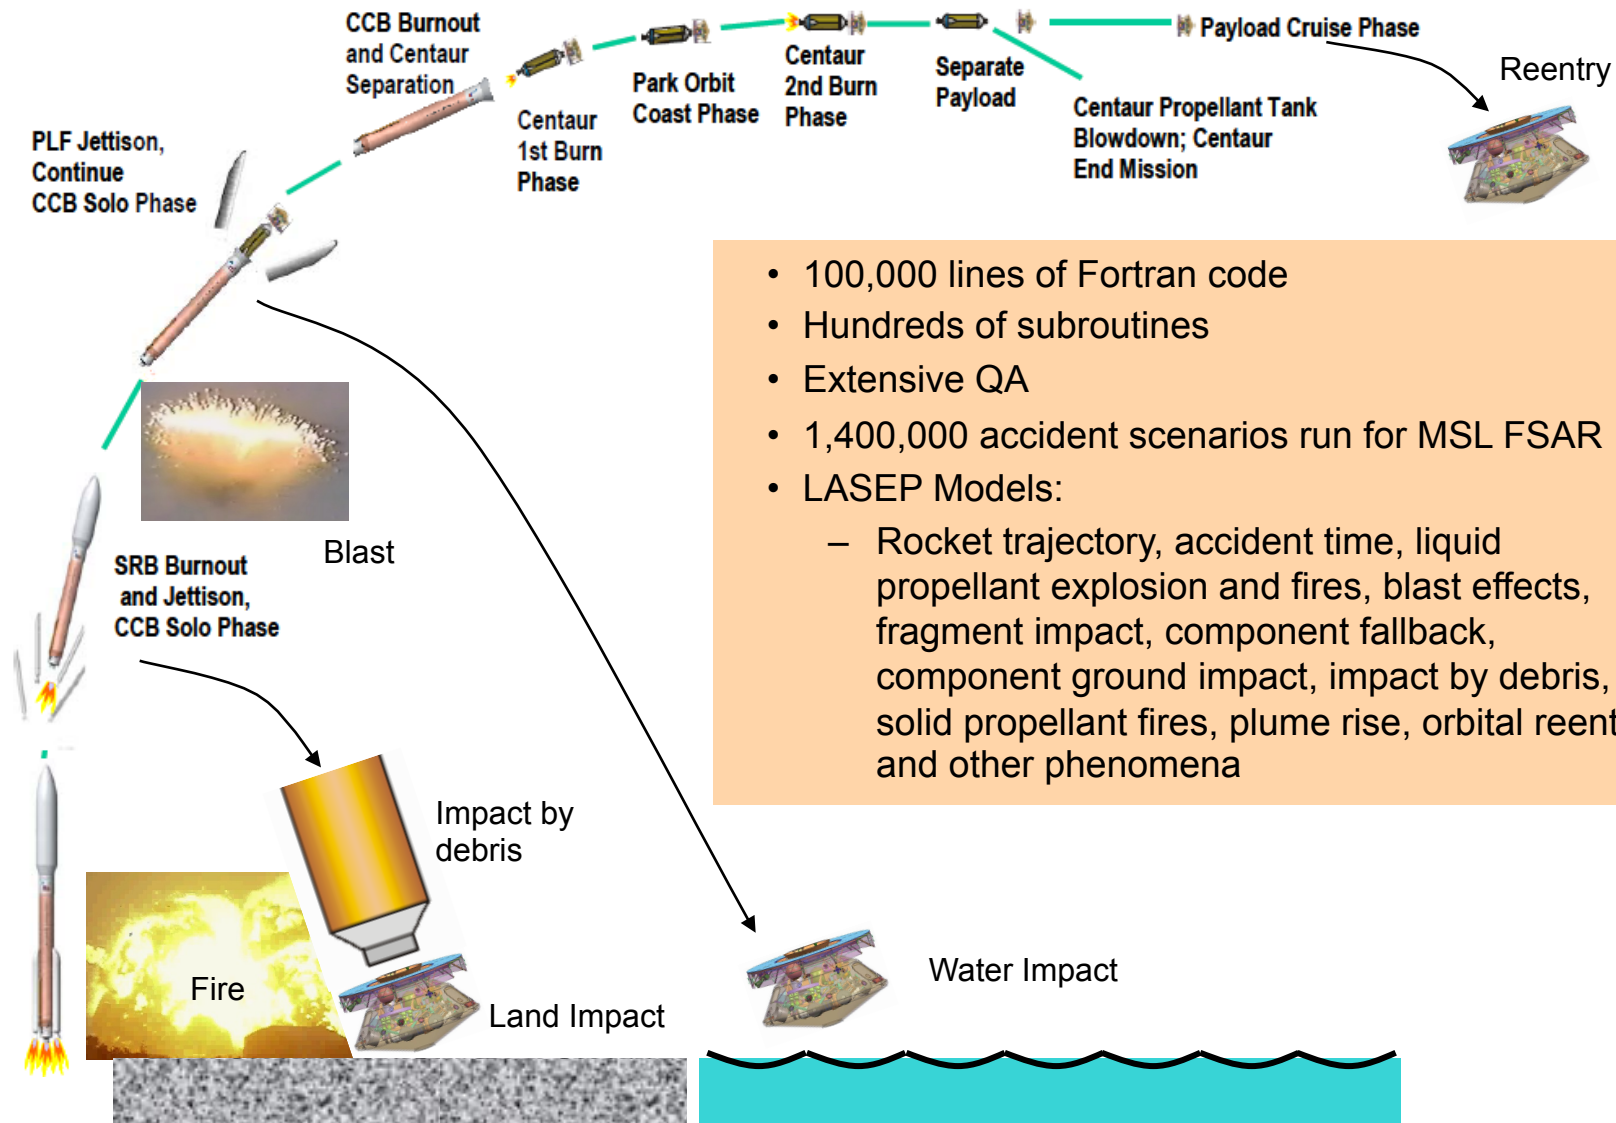 CCB Burnout
and Centaur
Separation
Centaur
1st Burn
Phase
Park Orbit
Coast Phase
Centaur
2nd Burn
Phase
Separate
Payload
Payload Cruise Phase
Reentry
Centaur Propellant Tank
Blowdown; Centaur
End Mission
PLF Jettison,
Continue
CCB Solo Phase
• 100,000 lines of Fortran code
• Hundreds of subroutines
• Extensive QA
• 1,400,000 accident scenarios run for MSL FSAR
• LASEP Models:
– Rocket trajectory, accident time, liquid
propellant explosion and fires, blast effects,
fragment impact, component fallback,
component ground impact, impact by debris,
solid propellant fires, plume rise, orbital reent
and other phenomena
Blast
SRB Burnout
and Jettison,
CCB Solo Phase
Impact by
debris
Fire
Land Impact
Water Impact